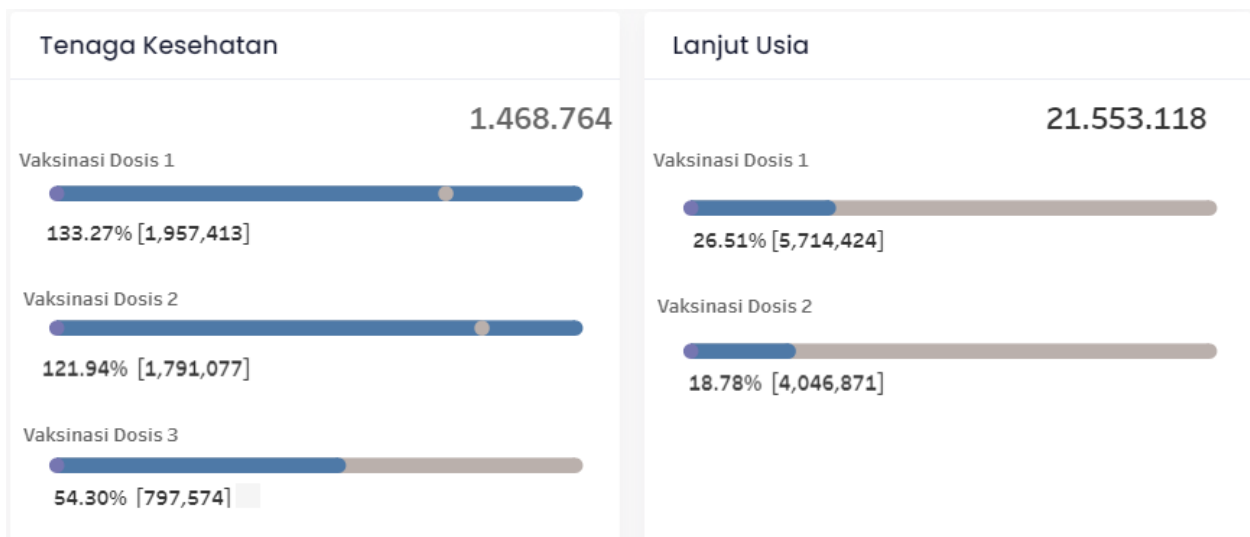 Tenaga Kesehatan
1.468.764
Vaksinasi Dosis 1
133.27% [1,957,413]
Vaksinasi Dosis 2
121.94% [1,791,077]
Vaksinasi Dosis 3
54.30% [797,574]
Lanjut Usia
21.553.118
Vaksinasi Dosis 1
26.51% [5,714,424]
Vaksinasi Dosis 2
18.78% [4,046,871]